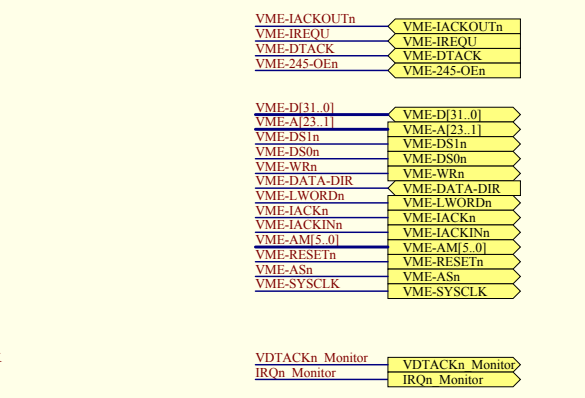 VME-IACKOUTn VME-IACKOUTn
VME-IREQU VME-IREQU
VME-DTACK VME-DTACK
VME-245-OEn VME-245-OEn
VME-D[31..0] VME-D[31..0]
VME-A[23..1] VME-A[23..1]
VME-DS1n VME-DS1n
VME-DS0n VME-DS0n
VME-WRn VME-WRn
VME-DATA-DIR VME-DATA-DIR
VME-LWORDn VME-LWORDn
VME-IACKn VME-IACKn
VME-IACKINn VME-IACKINn
VME-AM[5..0] VME-AM[5..0]
VME-RESETn VME-RESETn
VME-ASn VME-ASn
VME-SYSCLK VME-SYSCLK
VDTACKn_Monitor VDTACKn_Monitor
IRQn_Monitor IRQn_Monitor